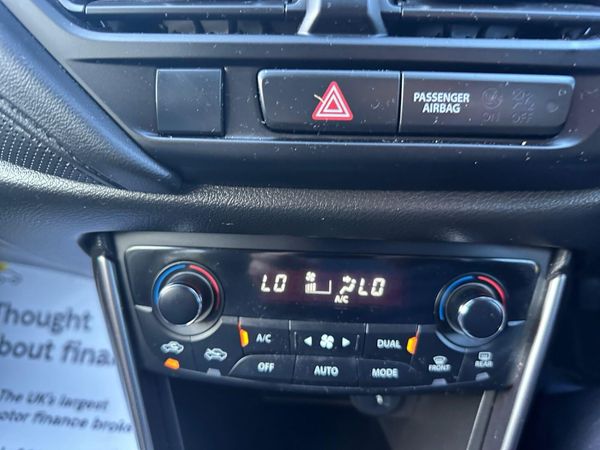 PASSENGER
AIRBAG
ON OFF
LO LO
A/C
A/C
DUAL
OFF
AUTO
MODE
FRONT
REAR
Thought
bout finan
The UK's largest
otor finance brok